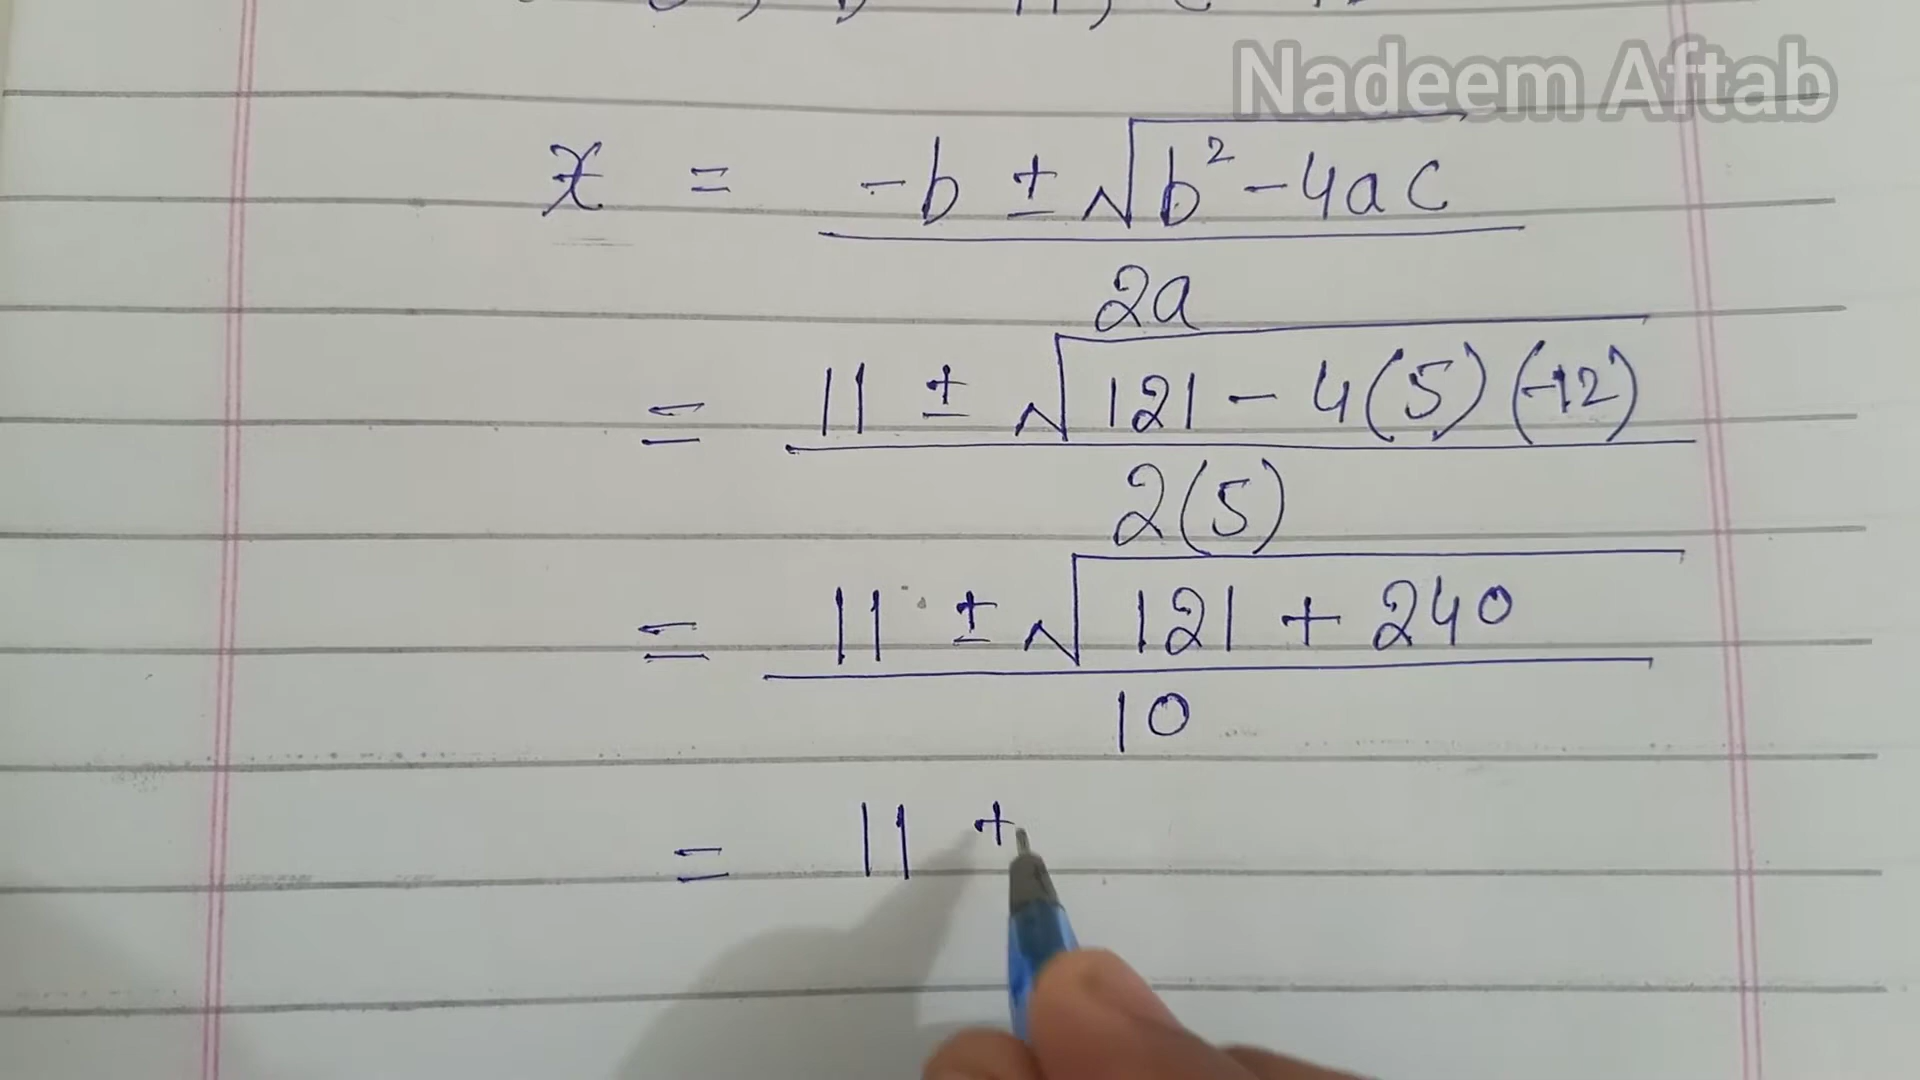 Nadeem Aftab
x = -b ± √b² - 4ac
2a
= 11 ± √121 - 4(5)(-12)
2(5)
= 11 ± √121 + 240
10
= 11 +